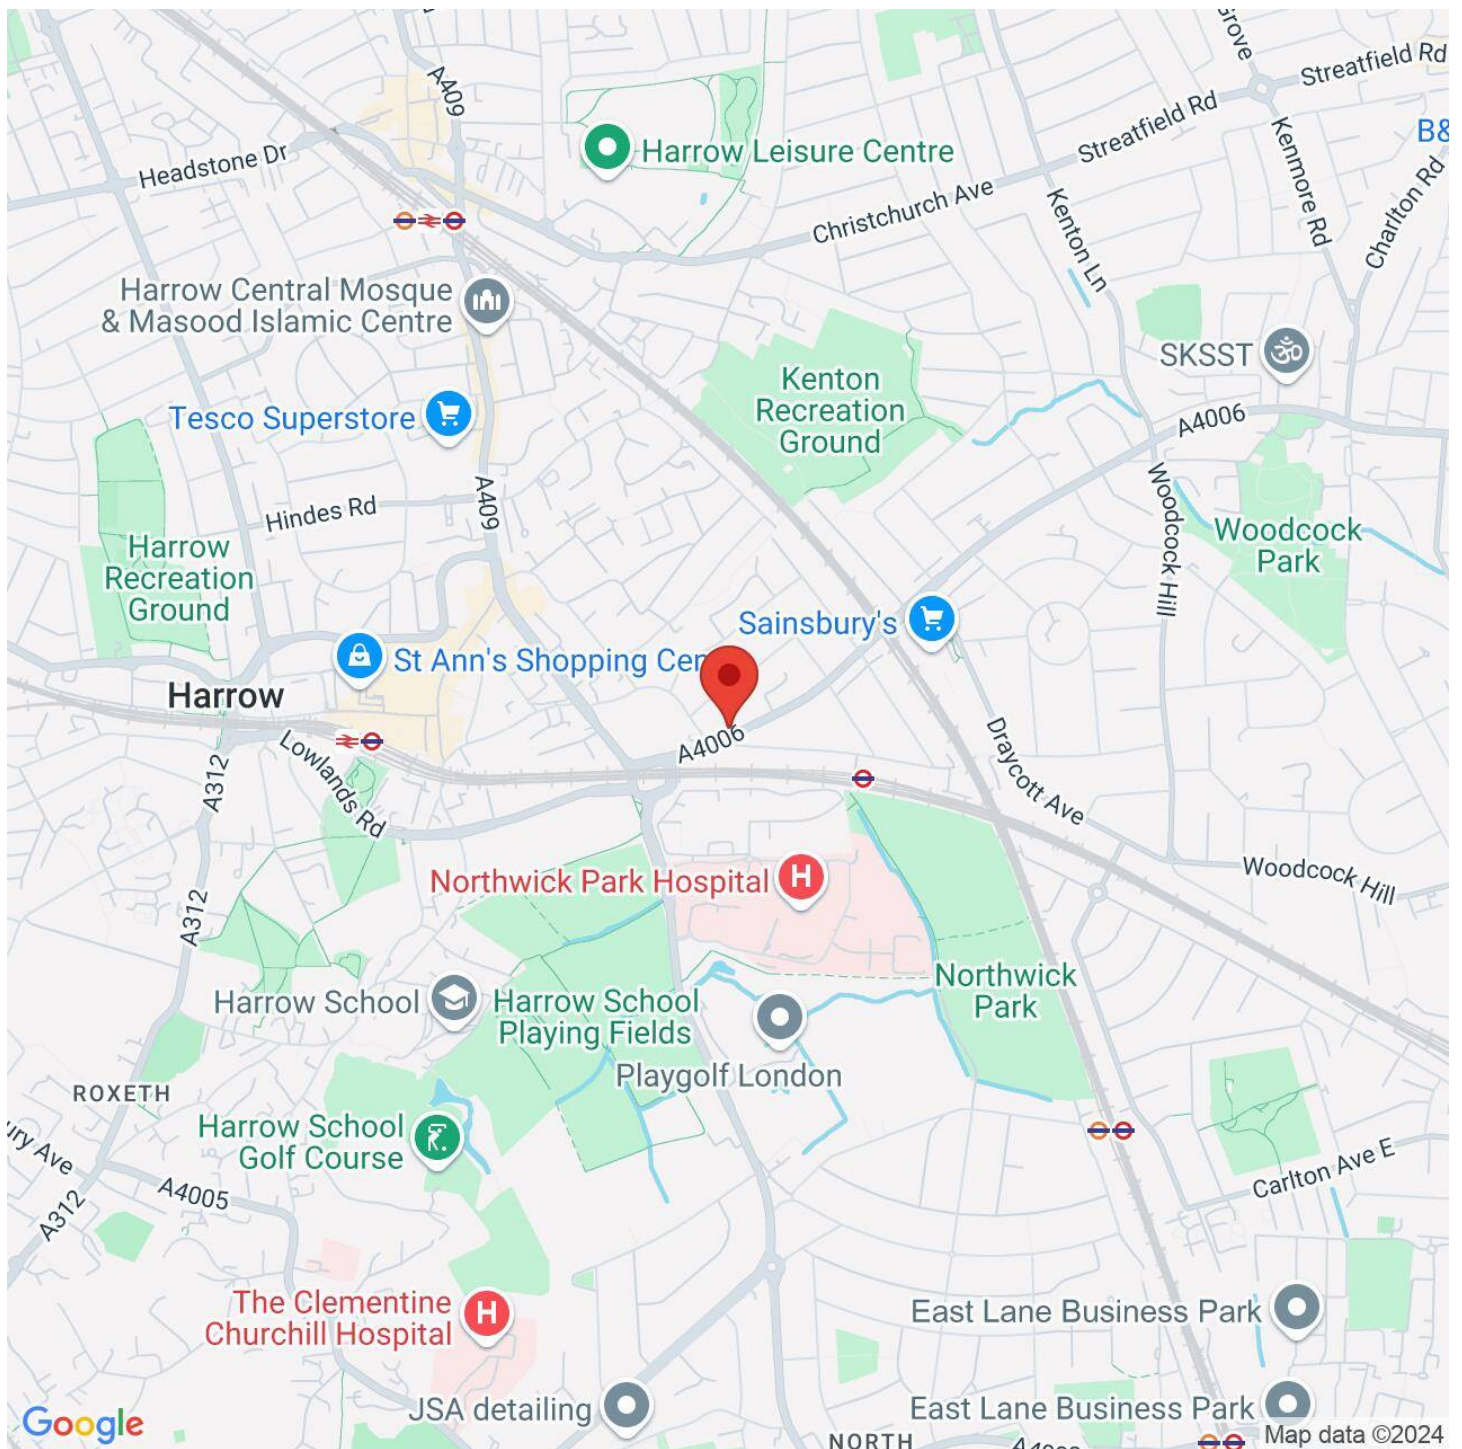 A409
Grove
Streatfield Rd
Streatfield Rd
Headstone Dr
Harrow Leisure Centre
Kenmore Rd
B&
Charlton Rd
Christchurch Ave
Kenton Ln
Harrow Central Mosque
& Masood Islamic Centre
SKSST
Kenton
Recreation
Ground
Tesco Superstore
A4006
A409
Hindes Rd
Woodcock Hill
Woodcock
Park
Harrow
Recreation
Ground
Sainsbury's
St Ann's Shopping Cen
Harrow
A4006
Lowlands Rd
A312
Draycott Ave
Woodcock Hill
Northwick Park Hospital
H
A312
Northwick
Park
Harrow School
Harrow School
Playing Fields
Playgolf London
ROXETH
Harrow School
Golf Course
ury Ave
Carlton Ave E
A4005
A312
The Clementine
Churchill Hospital
H
East Lane Business Park
JSA detailing
East Lane Business Park
Google
NORTH
Map data ©2024